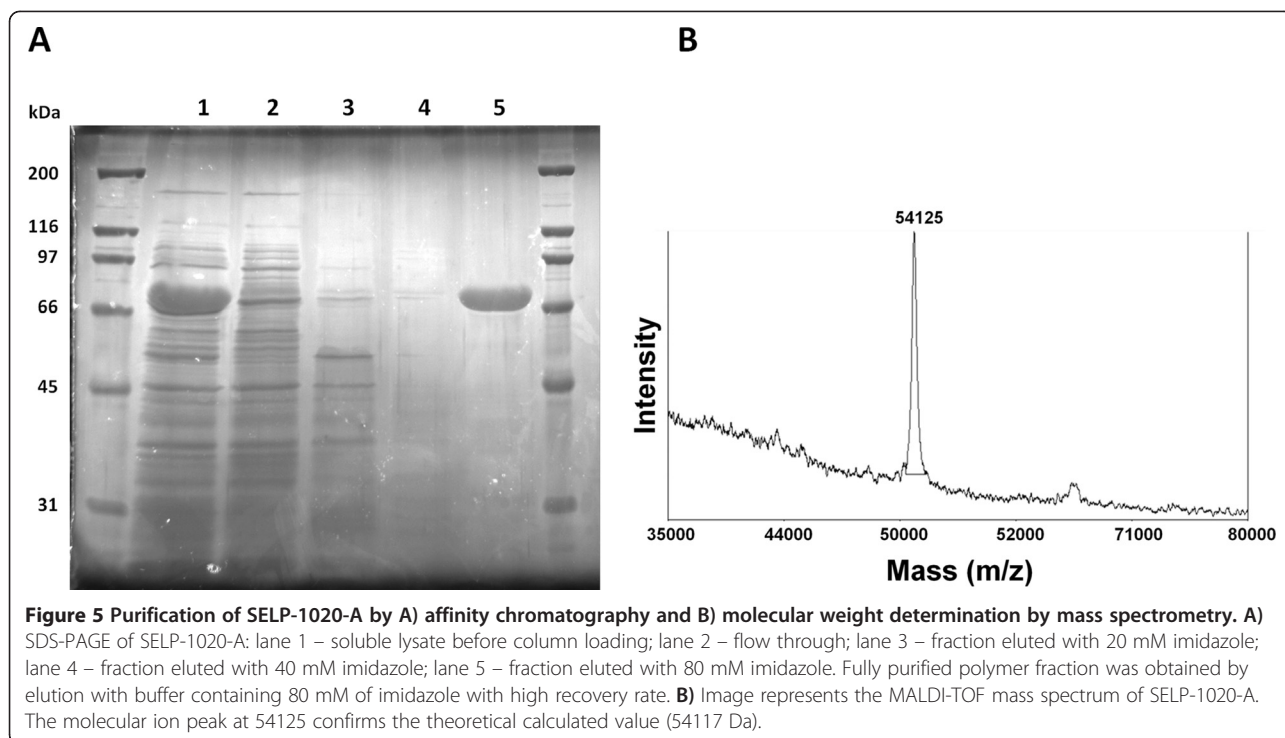 A
B
kDa
1 2 3 4 5
200
116
97
66
45
31
54125
Intensity
35000 44000 50000 52000 71000 80000
Mass (m/z)
Figure 5 Purification of SELP-1020-A by A) affinity chromatography and B) molecular weight determination by mass spectrometry. A)
SDS-PAGE of SELP-1020-A: lane 1 – soluble lysate before column loading; lane 2 – flow through; lane 3 – fraction eluted with 20 mM imidazole;
lane 4 – fraction eluted with 40 mM imidazole; lane 5 – fraction eluted with 80 mM imidazole. Fully purified polymer fraction was obtained by
elution with buffer containing 80 mM of imidazole with high recovery rate. B) Image represents the MALDI-TOF mass spectrum of SELP-1020-A.
The molecular ion peak at 54125 confirms the theoretical calculated value (54117 Da).